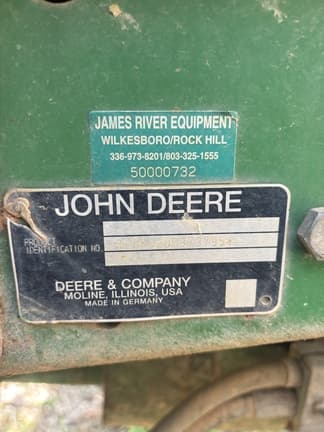 JAMES RIVER EQUIPMENT
WILKESBORO/ROCK HILL
336-973-8201/803-325-1555
50000732
JOHN DEERE
PRODUCT
IDENTIFICATION NO.
DEERE & COMPANY
MOLINE, ILLINOIS, USA
MADE IN GERMANY